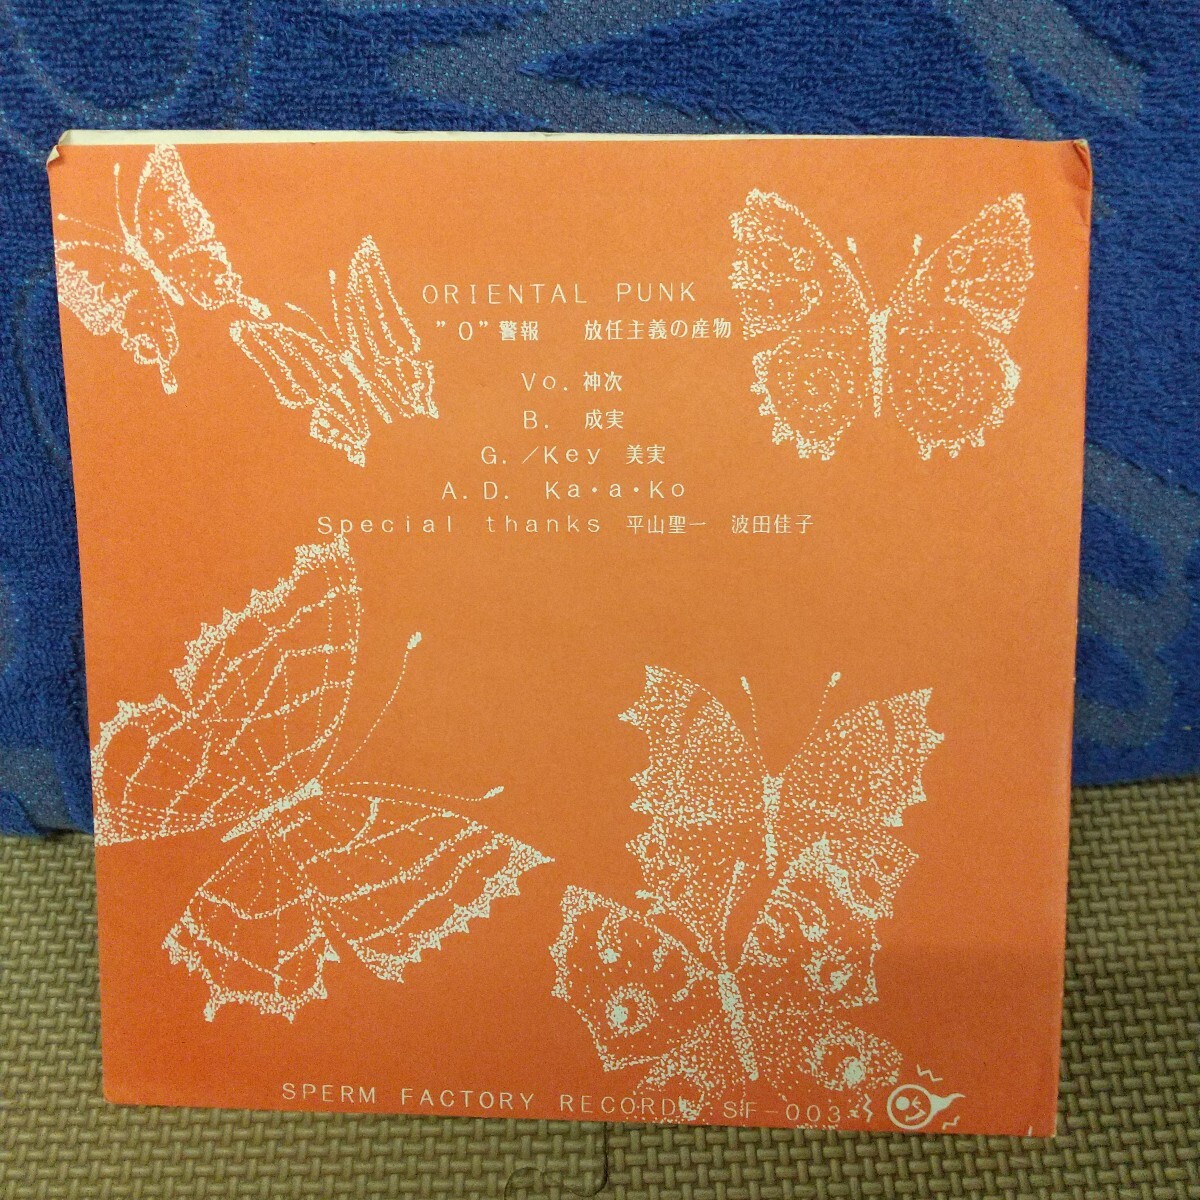 ORIENTAL PUNK
”O”警報　放任主義の産物
Vo. 神次
B. 成実
G./Key 美実
A.D. Ka・a・Ko
Special thanks 平山聖一　波田佳子
SPERM FACTORY RECORDS SF-003